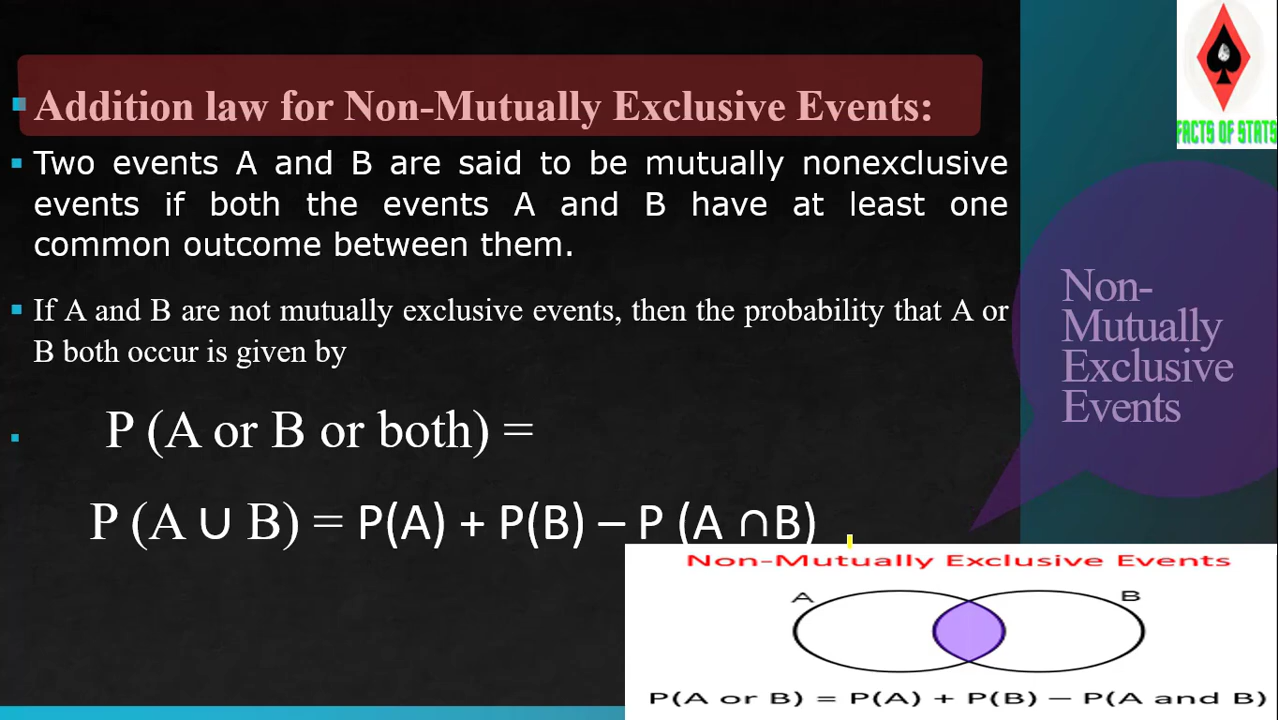 Addition law for Non-Mutually Exclusive Events:
Two events A and B are said to be mutually nonexclusive
events if both the events A and B have at least one
common outcome between them.
If A and B are not mutually exclusive events, then the probability that A or
B both occur is given by
P (A or B or both) =
P (A ∪ B) = P(A) + P(B) – P (A ∩B)
FACTS OF STATS
Non-
Mutually
Exclusive
Events
Non-Mutually Exclusive Events
A B
P(A or B) = P(A) + P(B) – P(A and B)